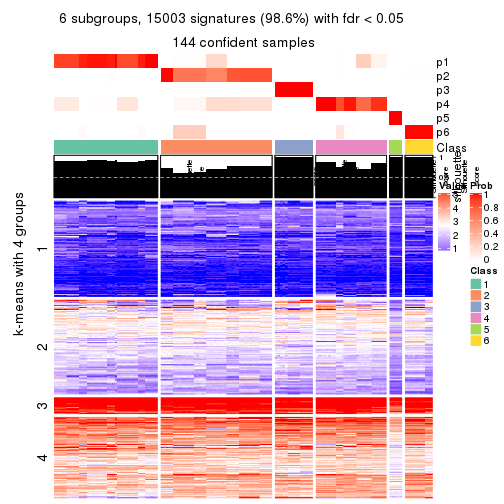 6 subgroups, 15003 signatures (98.6%) with fdr < 0.05
144 confident samples
p1
p2
p3
p4
p5
p6
Class
1
Silhouette
score
k-means with 4 groups
1
2
3
4
Value
4
3
2
1
Prob
1
0.8
0.6
0.4
0.2
0
Class
1
2
3
4
5
6